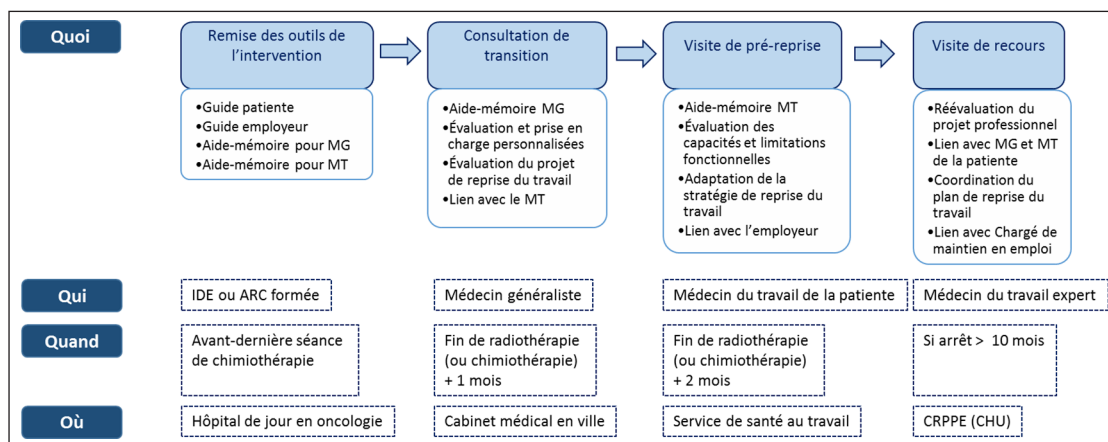 Quoi
Remise des outils de
l'intervention
Consultation de
transition
Visite de pré-reprise
Visite de recours
•Guide patiente
•Guide employeur
•Aide-mémoire pour MG
•Aide-mémoire pour MT
•Aide-mémoire MG
•Évaluation et prise en
charge personnalisées
•Évaluation du projet
de reprise du travail
•Lien avec le MT
•Aide-mémoire MT
•Évaluation des
capacités et limitations
fonctionnelles
•Adaptation de la
stratégie de reprise du
travail
•Lien avec l'employeur
•Réévaluation du
projet professionnel
•Lien avec MG et MT
de la patiente
•Coordination du
plan de reprise du
travail
•Lien avec Chargé de
maintien en emploi
Qui
IDE ou ARC formée
Médecin généraliste
Médecin du travail de la patiente
Médecin du travail expert
Quand
Avant-dernière séance
de chimiothérapie
Fin de radiothérapie
(ou chimiothérapie)
+ 1 mois
Fin de radiothérapie
(ou chimiothérapie)
+ 2 mois
Si arrêt > 10 mois
Où
Hôpital de jour en oncologie
Cabinet médical en ville
Service de santé au travail
CRPPE (CHU)